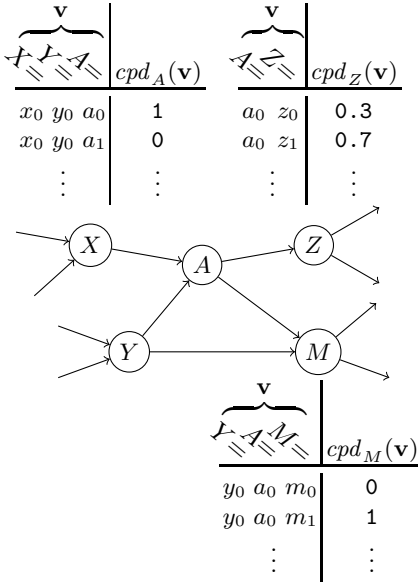 v v
X= Y= A= cpd_A(v) A= Z= cpd_Z(v)
x₀ y₀ a₀ 1 a₀ z₀ 0.3
x₀ y₀ a₁ 0 a₀ z₁ 0.7
⋮ ⋮ ⋮ ⋮
X A Z
Y M
v
Y= A= M= cpd_M(v)
y₀ a₀ m₀ 0
y₀ a₀ m₁ 1
⋮ ⋮